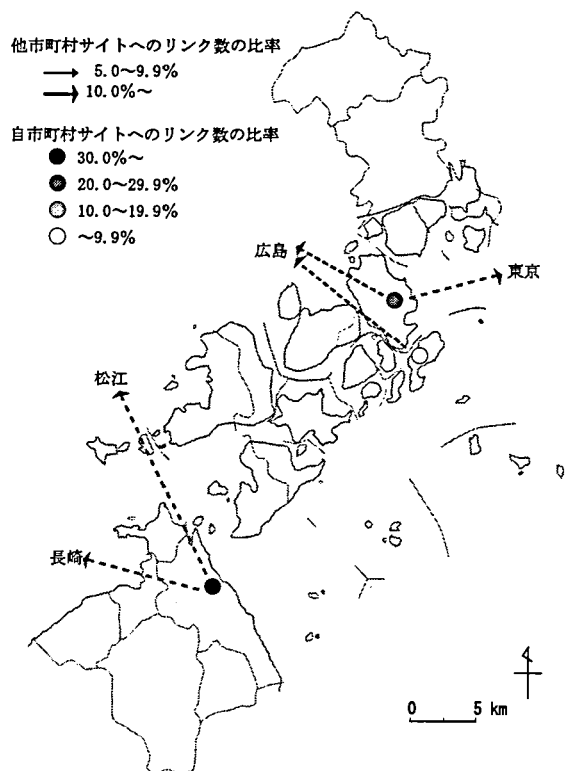 他市町村サイトへのリンク数の比率
5.0～9.9%
10.0%～
自市町村サイトへのリンク数の比率
30.0%～
20.0～29.9%
10.0～19.9%
～9.9%
広島
東京
松江
長崎
0 5 km